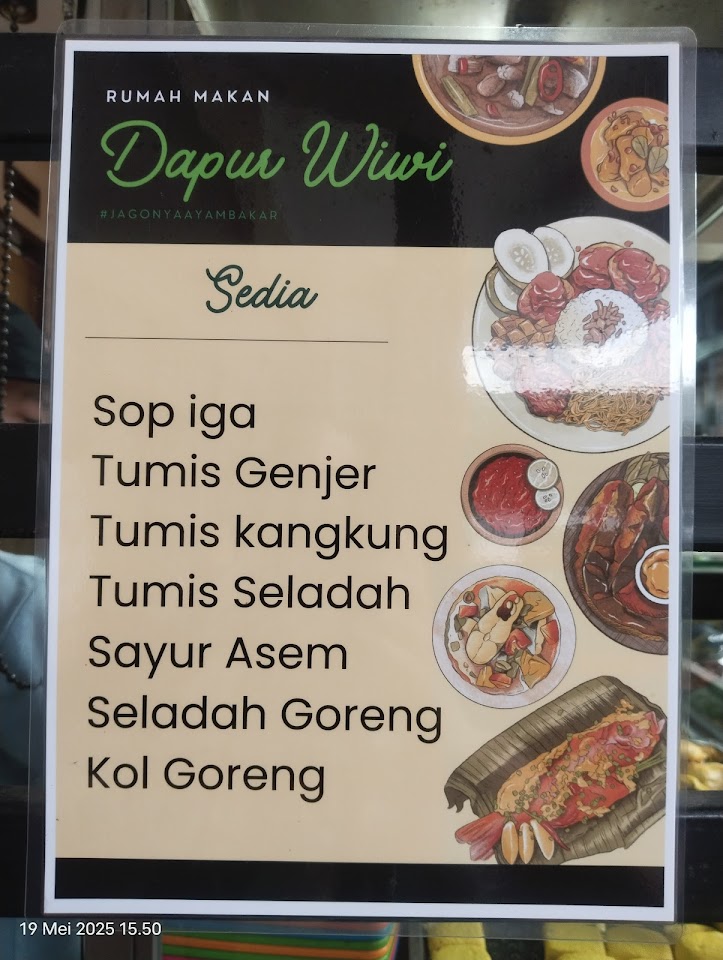 RUMAH MAKAN
Dapur Wiwi
#JAGONYAAYAMBAKAR
Sedia
Sop iga
Tumis Genjer
Tumis kangkung
Tumis Seladah
Sayur Asem
Seladah Goreng
Kol Goreng
19 Mei 2025 15.50